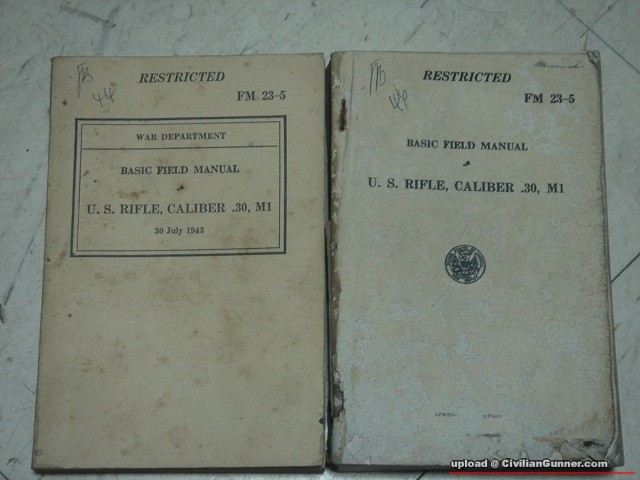 44
RESTRICTED
FM 23-5
WAR DEPARTMENT
BASIC FIELD MANUAL
U. S. RIFLE, CALIBER .30, M1
30 July 1943
RESTRICTED
FM 23-5
BASIC FIELD MANUAL
U. S. RIFLE, CALIBER .30, M1
upload @ CivilianGunner.com